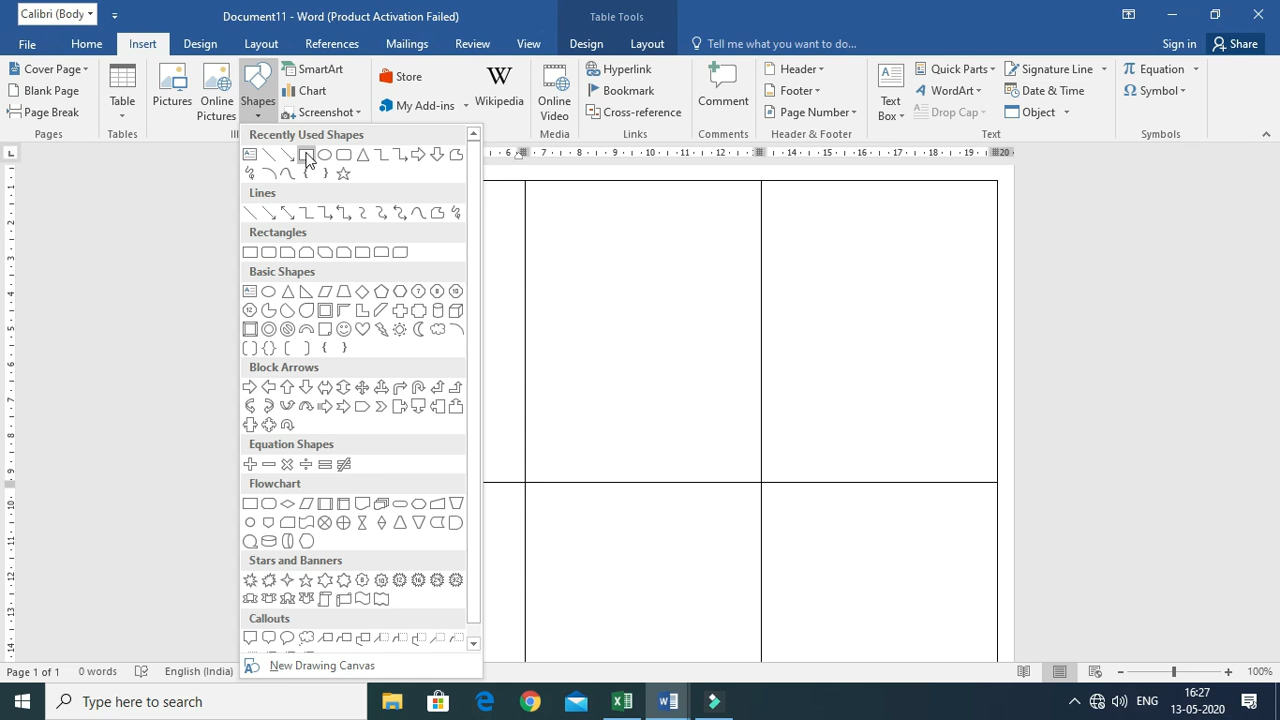 Calibri (Body
Document11 - Word (Product Activation Failed)
Table Tools
File Home Insert Design Layout References Mailings Review View Design Layout Tell me what you want to do... Sign in Share
Cover Page
Blank Page
Page Break
Pages
Table
Tables
Pictures
Online Pictures
Shapes
SmartArt
Chart
Screenshot
Store
My Add-ins
Wikipedia
Online Video
Media
Hyperlink
Bookmark
Cross-reference
Links
Comment
Comments
Header
Footer
Page Number
Header & Footer
Text Box
Quick Parts
WordArt
Drop Cap
Signature Line
Date & Time
Object
Text
Equation
Symbol
Symbols
Recently Used Shapes
Lines
Rectangles
Basic Shapes
Block Arrows
Equation Shapes
Flowchart
Stars and Banners
Callouts
New Drawing Canvas
Page 1 of 1 0 words English (India) 100%
Type here to search
ENG
16:27
13-05-2020